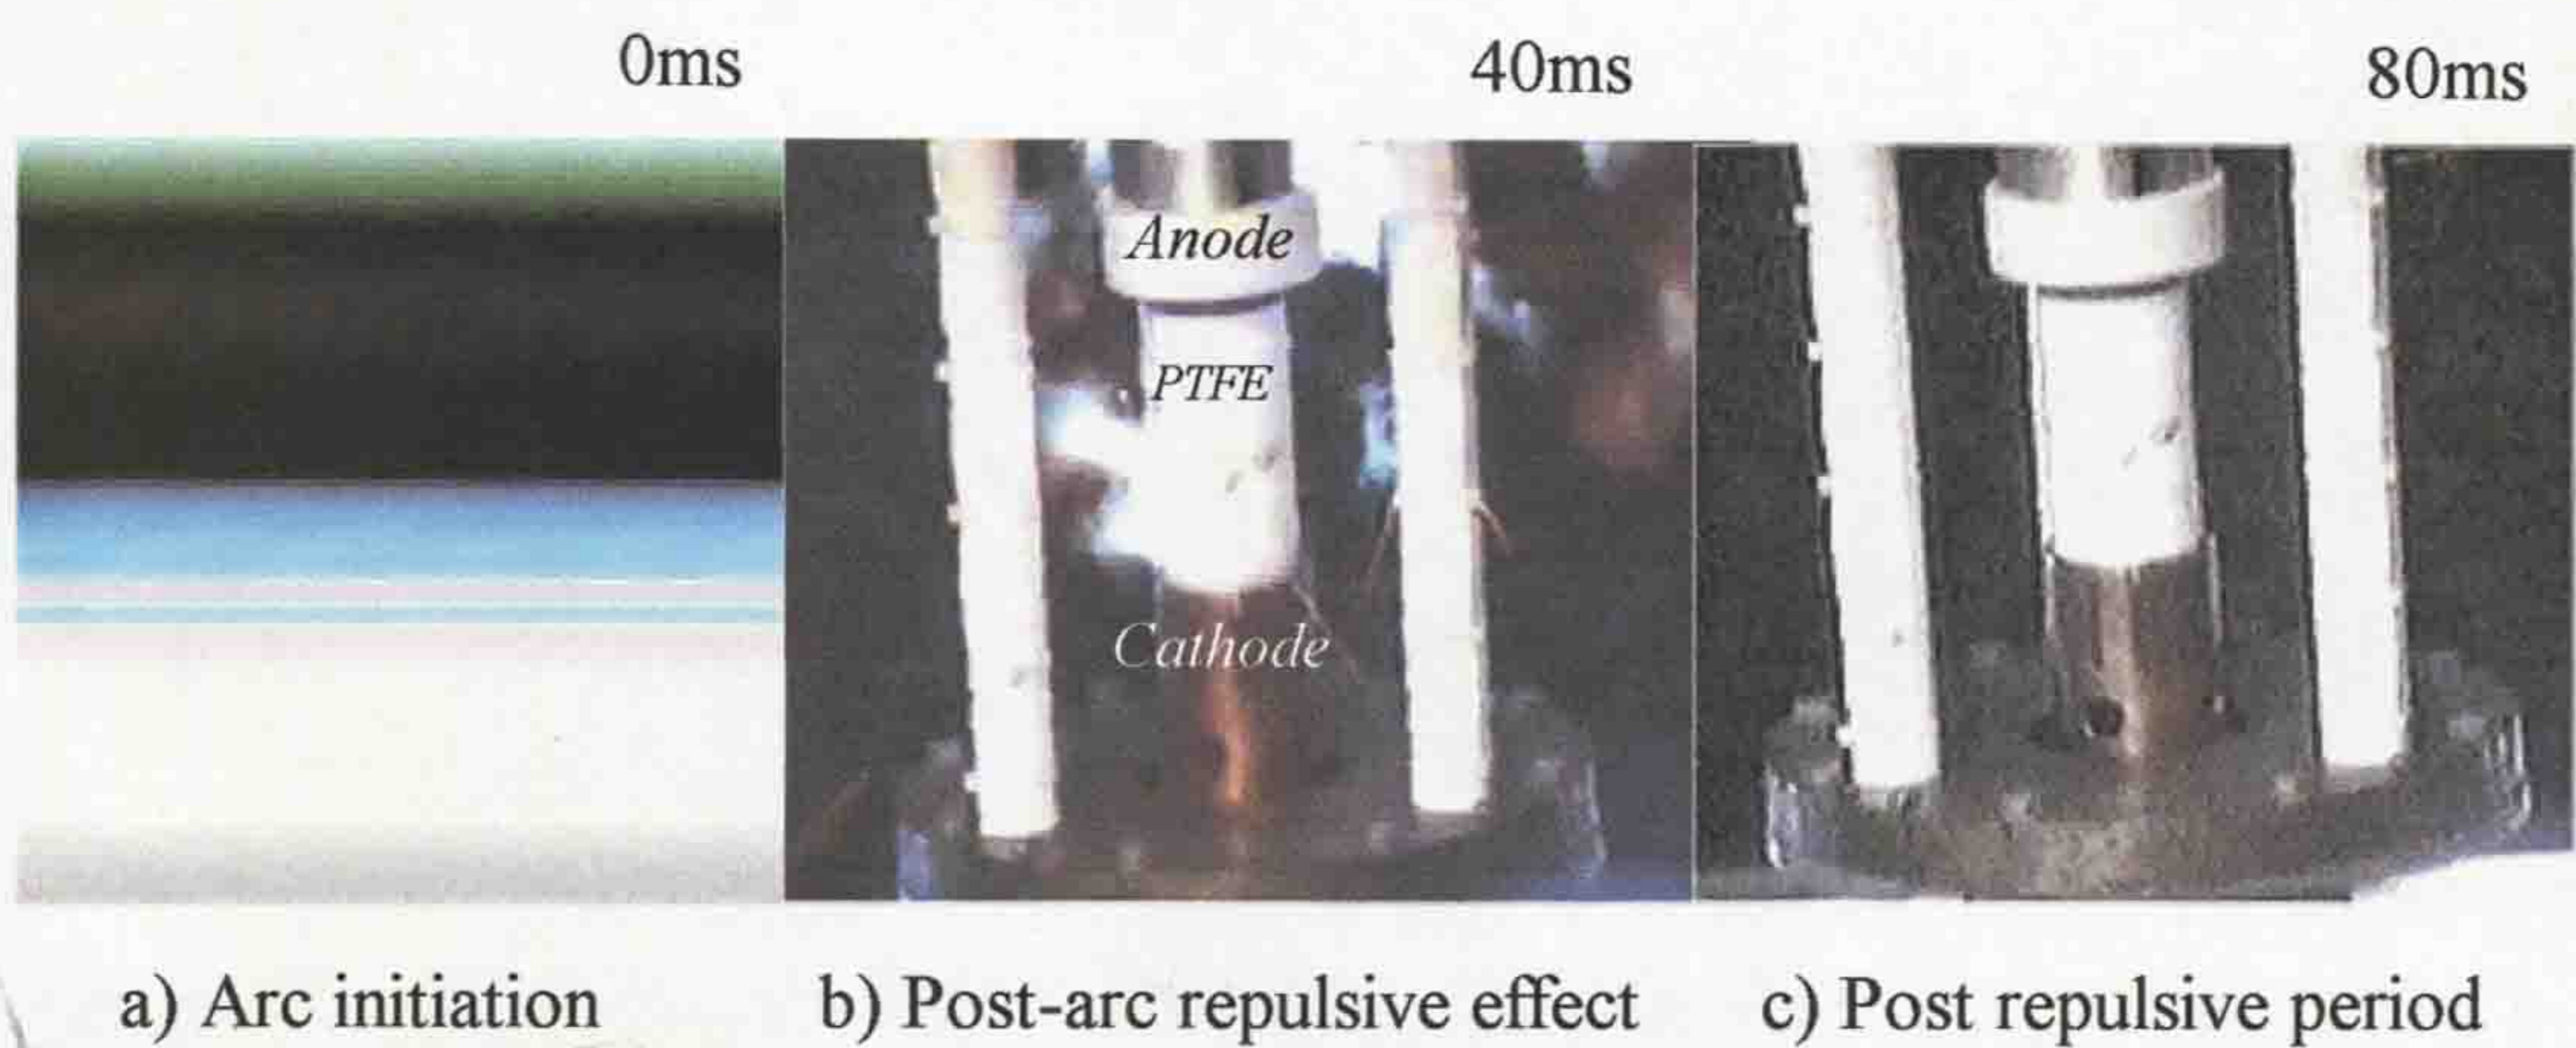 0ms
40ms
80ms
Anode
PTFE
Cathode
a) Arc initiation
b) Post-arc repulsive effect
c) Post repulsive period